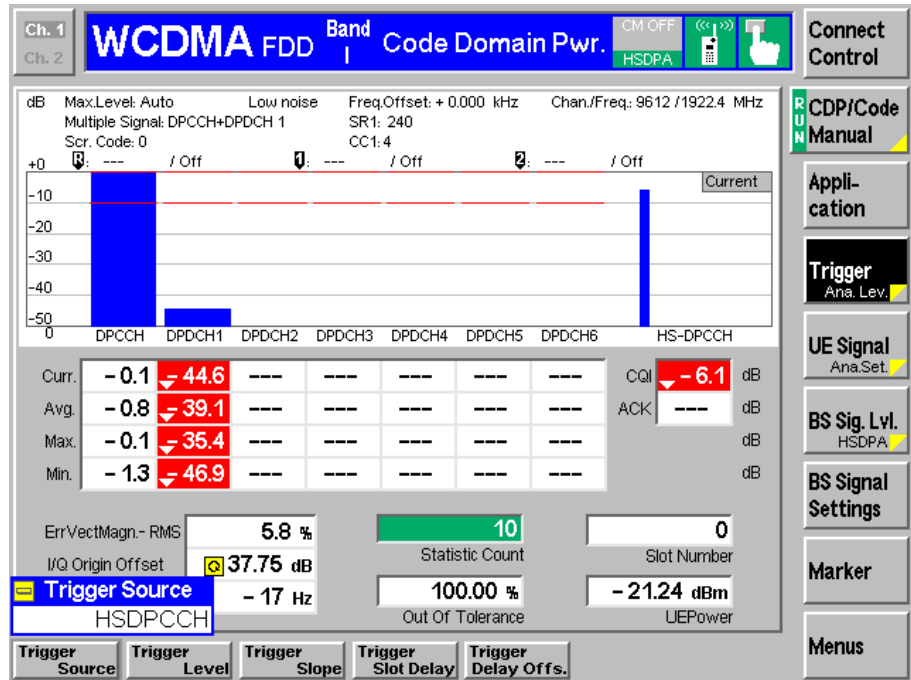 Ch. 1
Ch. 2
WCDMA FDD Band I Code Domain Pwr.
CM OFF
HSDPA
Connect Control
dB Max.Level: Auto Low noise Freq.Offset: + 0.000 kHz Chan./Freq.: 9612 / 1922.4 MHz
Multiple Signal: DPCCH+DPDCH 1 SR1: 240
Scr. Code: 0 CC1: 4
+0 R: --- / Off 1: --- / Off 2: --- / Off
Current
-10
-20
-30
-40
-50
0 DPCCH DPDCH1 DPDCH2 DPDCH3 DPDCH4 DPDCH5 DPDCH6 HS-DPCCH
Curr. - 0.1 - 44.6 --- --- --- --- --- CQI - 6.1 dB
Avg. - 0.8 - 39.1 --- --- --- --- --- ACK --- dB
Max. - 0.1 - 35.4 --- --- --- --- --- dB
Min. - 1.3 - 46.9 --- --- --- --- --- dB
ErrVectMagn.- RMS 5.8 %
I/Q Origin Offset 37.75 dB
- 17 Hz
10
Statistic Count
100.00 %
Out Of Tolerance
0
Slot Number
- 21.24 dBm
UEPower
Trigger Source
HSDPCCH
RUN
CDP/Code Manual
Appli-
cation
Trigger
Ana. Lev.
UE Signal
Ana.Set.
BS Sig. Lvl.
HSDPA
BS Signal
Settings
Marker
Menus
Trigger Source
Trigger Level
Trigger Slope
Trigger Slot Delay
Trigger Delay Offs.